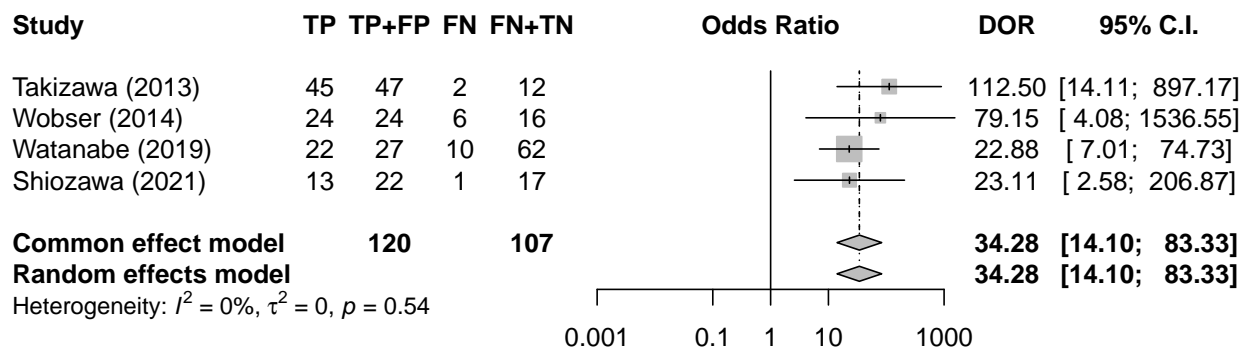 Study TP TP+FP FN FN+TN Odds Ratio DOR 95% C.I.
Takizawa (2013) 45 47 2 12 112.50 [14.11; 897.17]
Wobser (2014) 24 24 6 16 79.15 [ 4.08; 1536.55]
Watanabe (2019) 22 27 10 62 22.88 [ 7.01; 74.73]
Shiozawa (2021) 13 22 1 17 23.11 [ 2.58; 206.87]
Common effect model 120 107 34.28 [14.10; 83.33]
Random effects model 34.28 [14.10; 83.33]
Heterogeneity: I² = 0%, τ² = 0, p = 0.54
0.001 0.1 1 10 1000